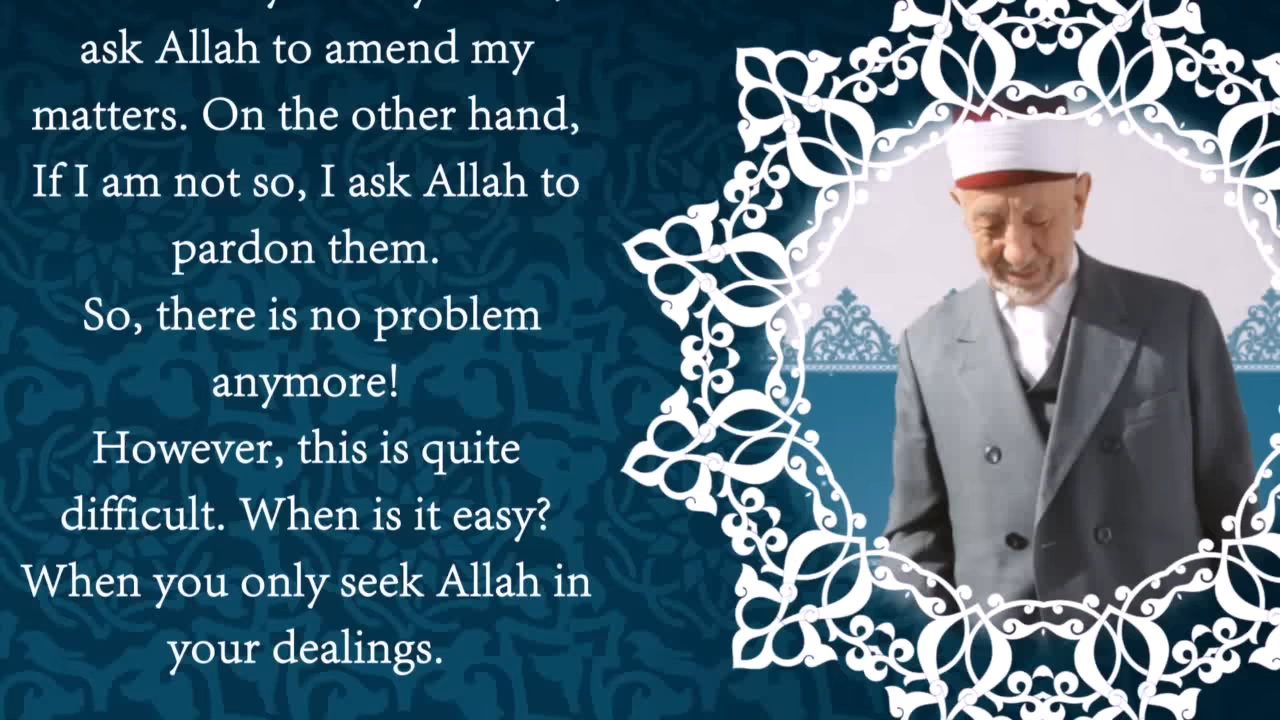 ask Allah to amend my
matters. On the other hand,
If I am not so, I ask Allah to
pardon them.
So, there is no problem
anymore!
However, this is quite
difficult. When is it easy?
When you only seek Allah in
your dealings.